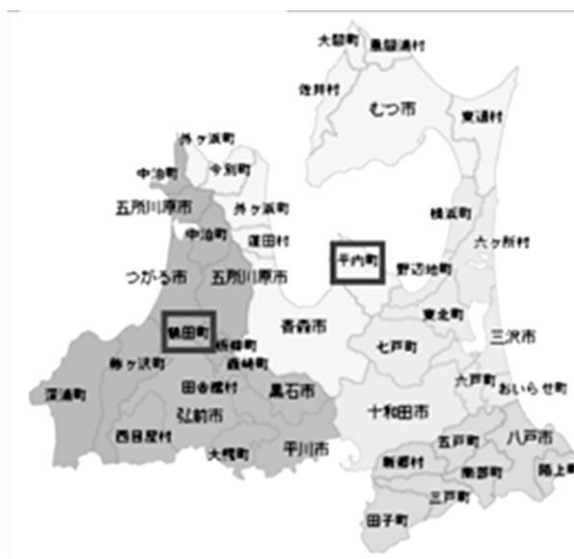 大間町
風間浦村
佐井村
むつ市
東通村
外ヶ浜町
今別町
中泊町
五所川原市
外ヶ浜町
横浜町
中泊町
蓬田村
六ヶ所村
平内町
野辺地町
つがる市
五所川原市
東北町
青森市
三沢市
鶴田町
板柳町
七戸町
鰺ヶ沢町
藤崎町
六戸町
おいらせ町
深浦町
田舎館村
黒石市
弘前市
十和田市
西目屋村
五戸町
八戸市
大鰐町
平川市
新郷村
南部町
階上町
三戸町
田子町